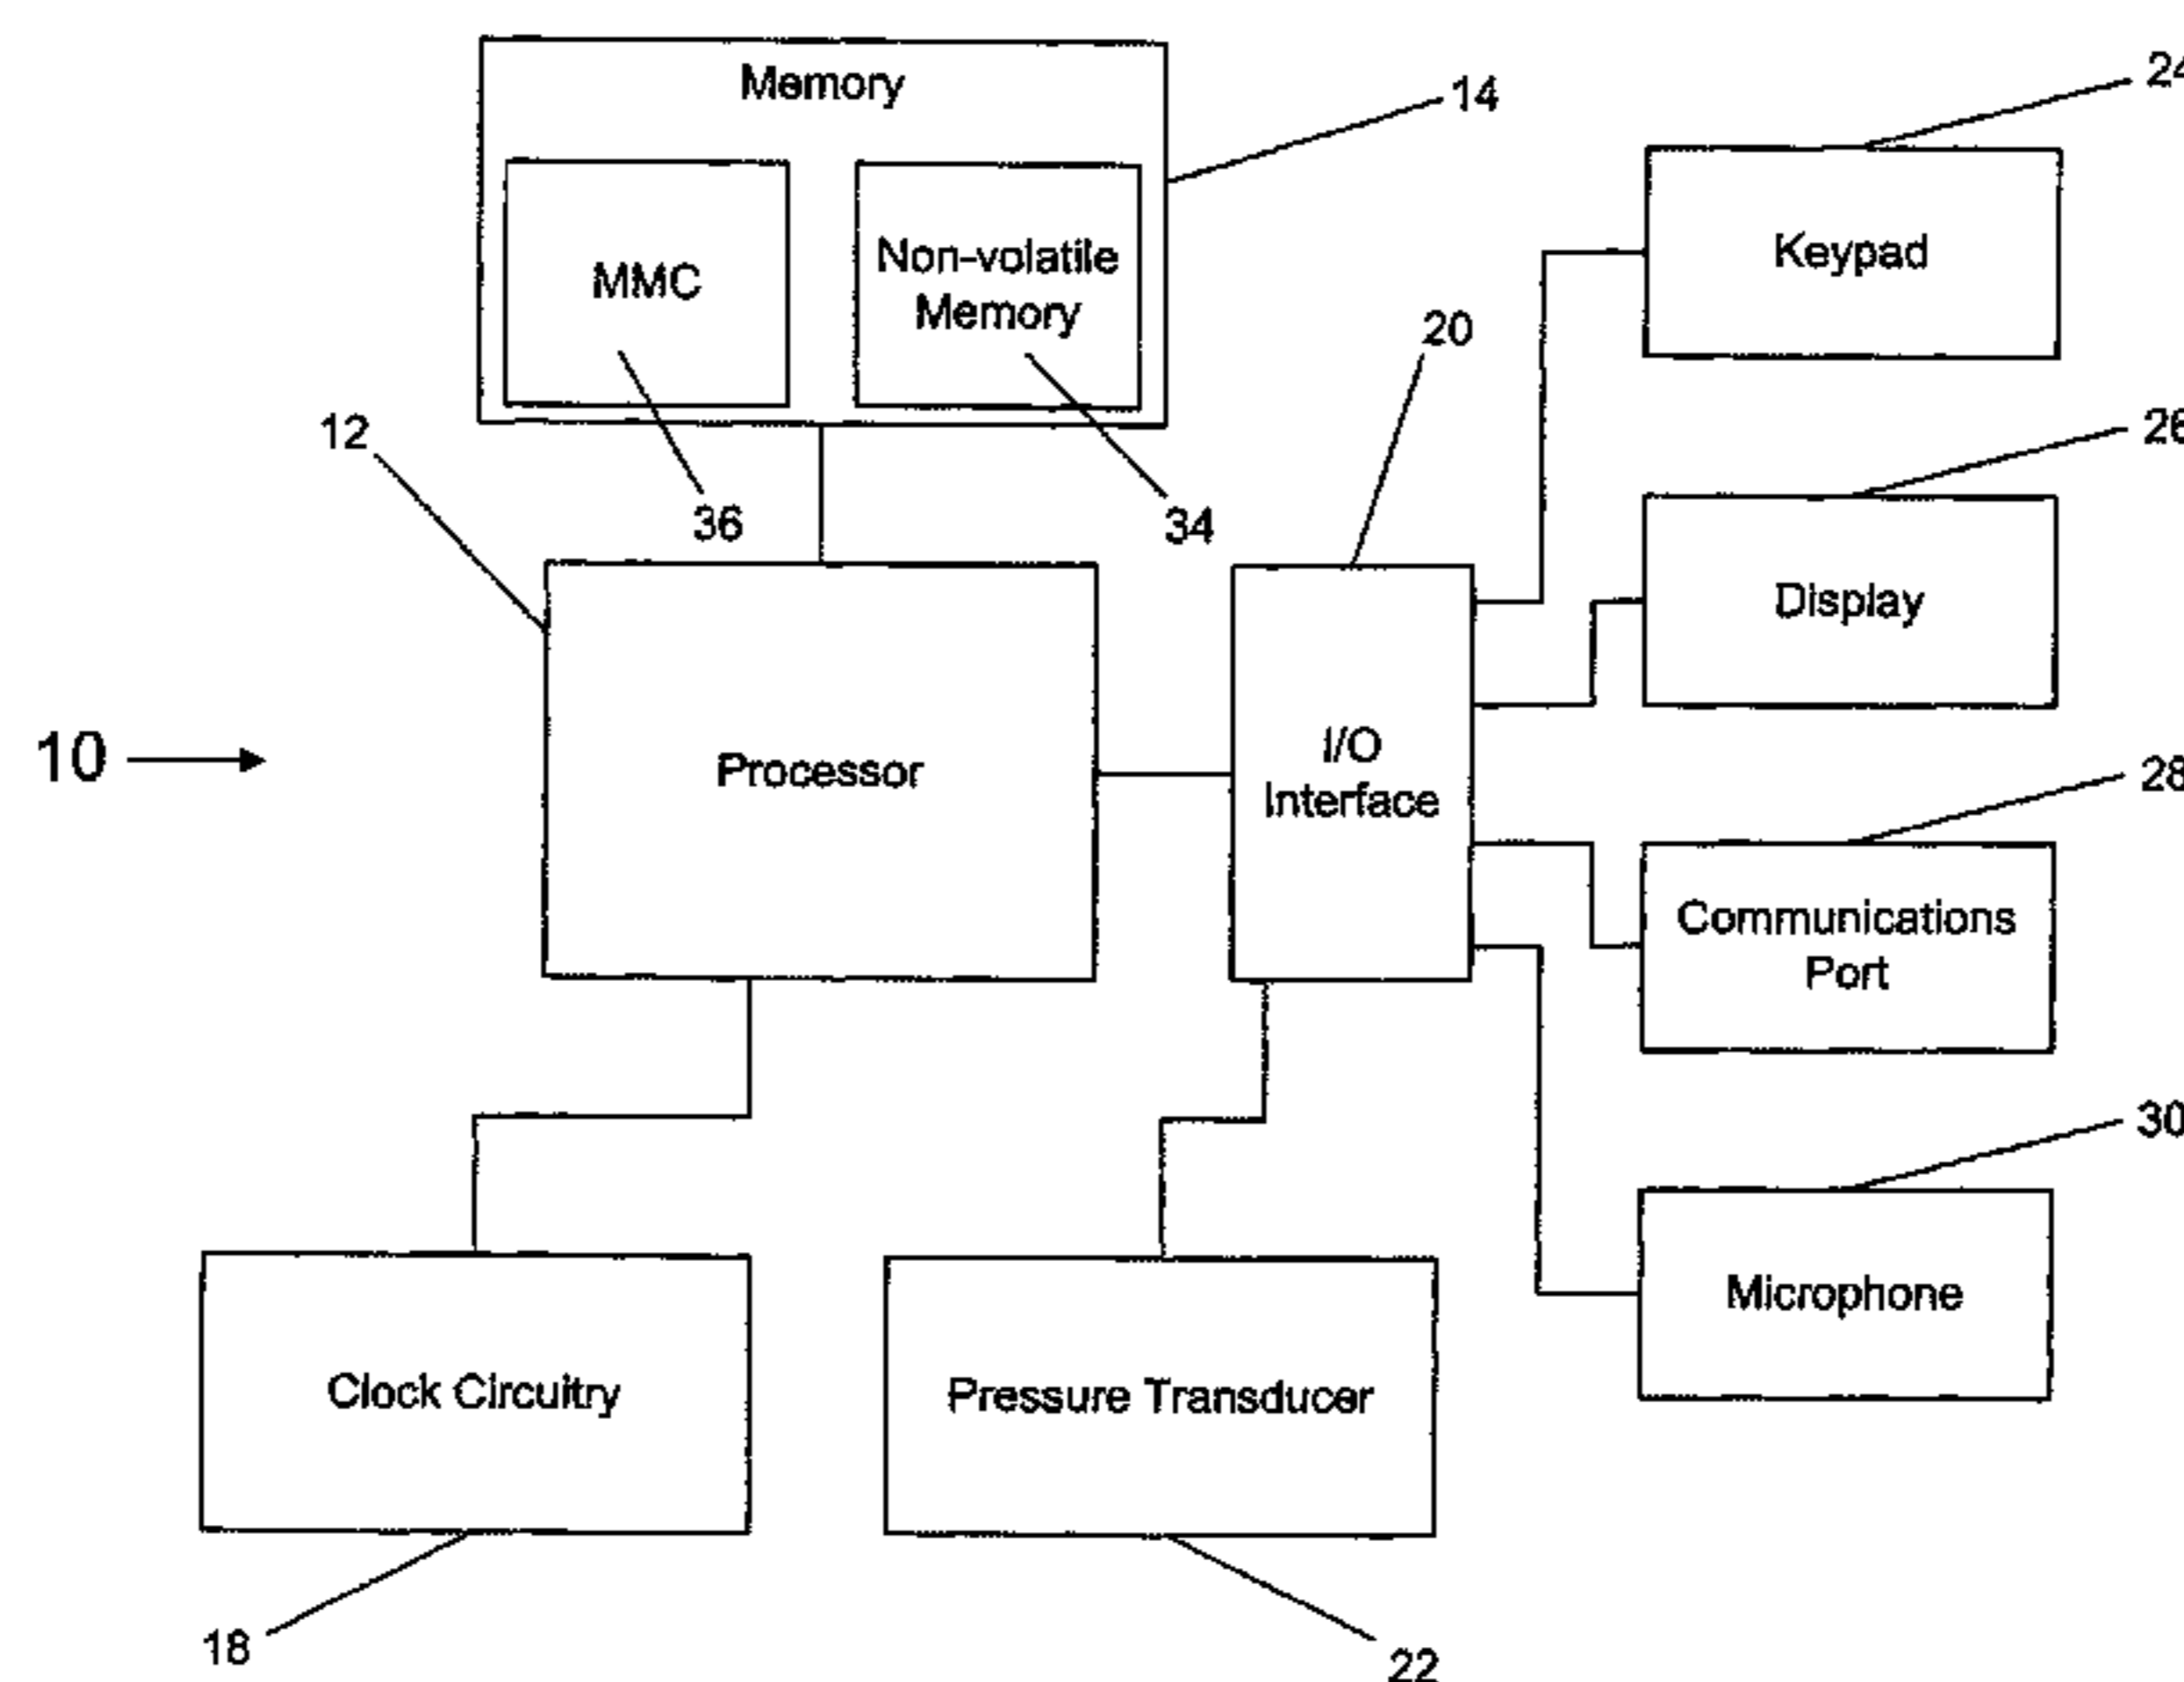 Memory
14
24
MMC
Non-volatile
Memory
Keypad
20
12
36
34
26
Display
10
Processor
I/O
Interface
28
Communications
Port
30
Microphone
Clock Circuitry
Pressure Transducer
18
22